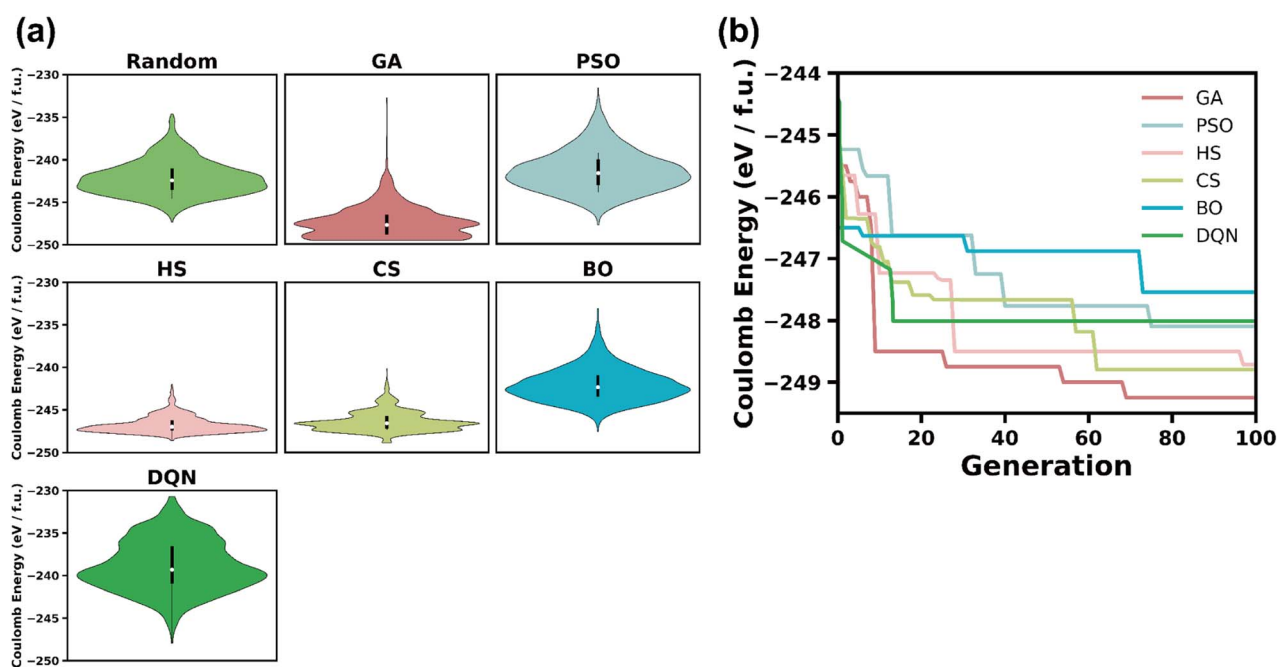 (a)
Random
GA
PSO
Coulomb Energy (eV / f.u.)
−230
−235
−240
−245
−250
HS
CS
BO
Coulomb Energy (eV / f.u.)
−230
−235
−240
−245
−250
DQN
Coulomb Energy (eV / f.u.)
−230
−235
−240
−245
−250
(b)
Coulomb Energy (eV / f.u.)
−244
−245
−246
−247
−248
−249
GA
PSO
HS
CS
BO
DQN
0 20 40 60 80 100
Generation